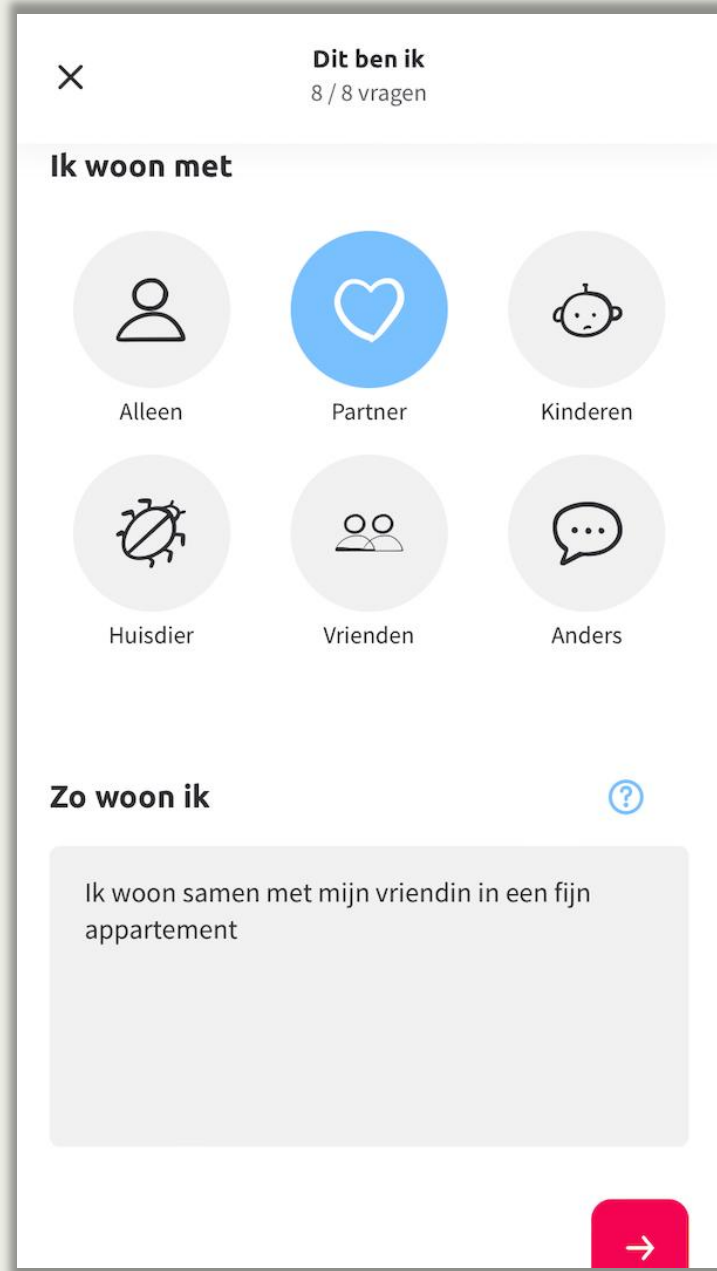 Dit ben ik
8 / 8 vragen
Ik woon met
Alleen
Partner
Kinderen
Huisdier
Vrienden
Anders
Zo woon ik
?
Ik woon samen met mijn vriendin in een fijn
appartement